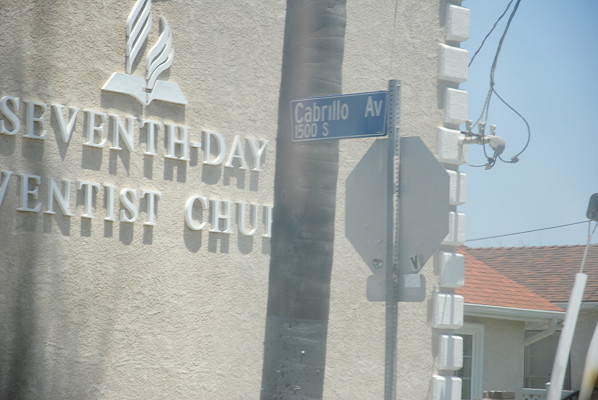 SEVENTH-DAY
VENTIST CHU
Cabrillo Av
1500 S